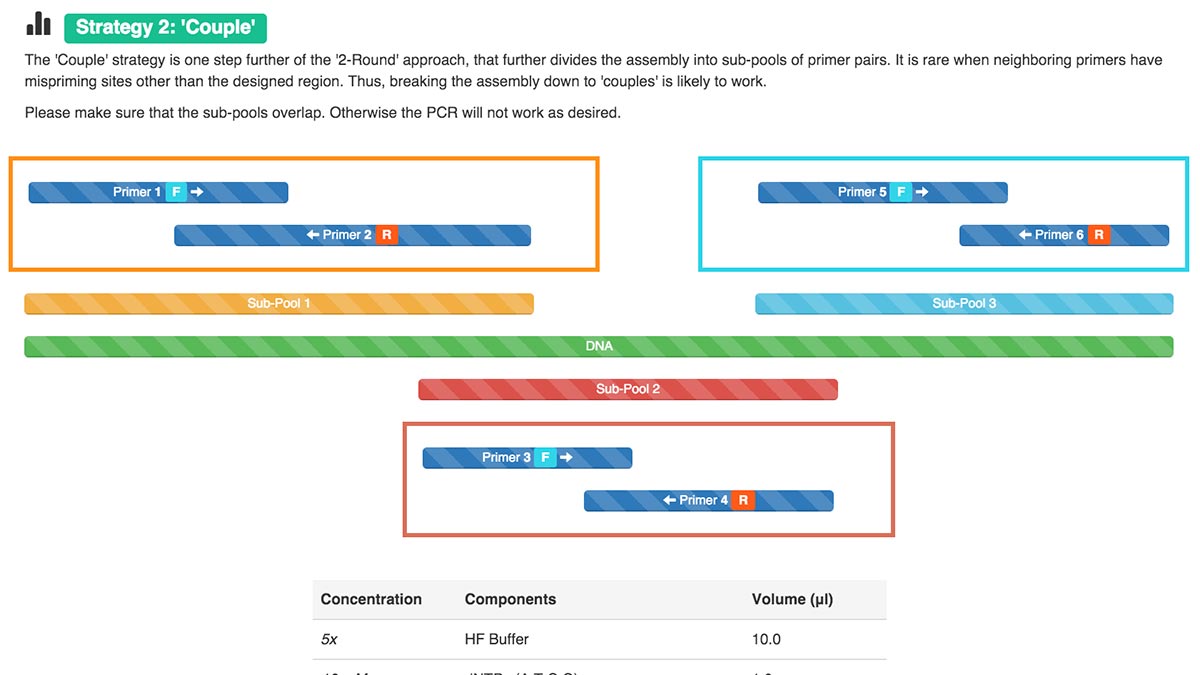 Strategy 2: 'Couple'
The 'Couple' strategy is one step further of the '2-Round' approach, that further divides the assembly into sub-pools of primer pairs. It is rare when neighboring primers have
mispriming sites other than the designed region. Thus, breaking the assembly down to 'couples' is likely to work.
Please make sure that the sub-pools overlap. Otherwise the PCR will not work as desired.
Primer 1 F
Primer 5 F
Primer 2 R
Primer 6 R
Sub-Pool 1
Sub-Pool 3
DNA
Sub-Pool 2
Primer 3 F
Primer 4 R
Concentration Components Volume (µl)
5x HF Buffer 10.0